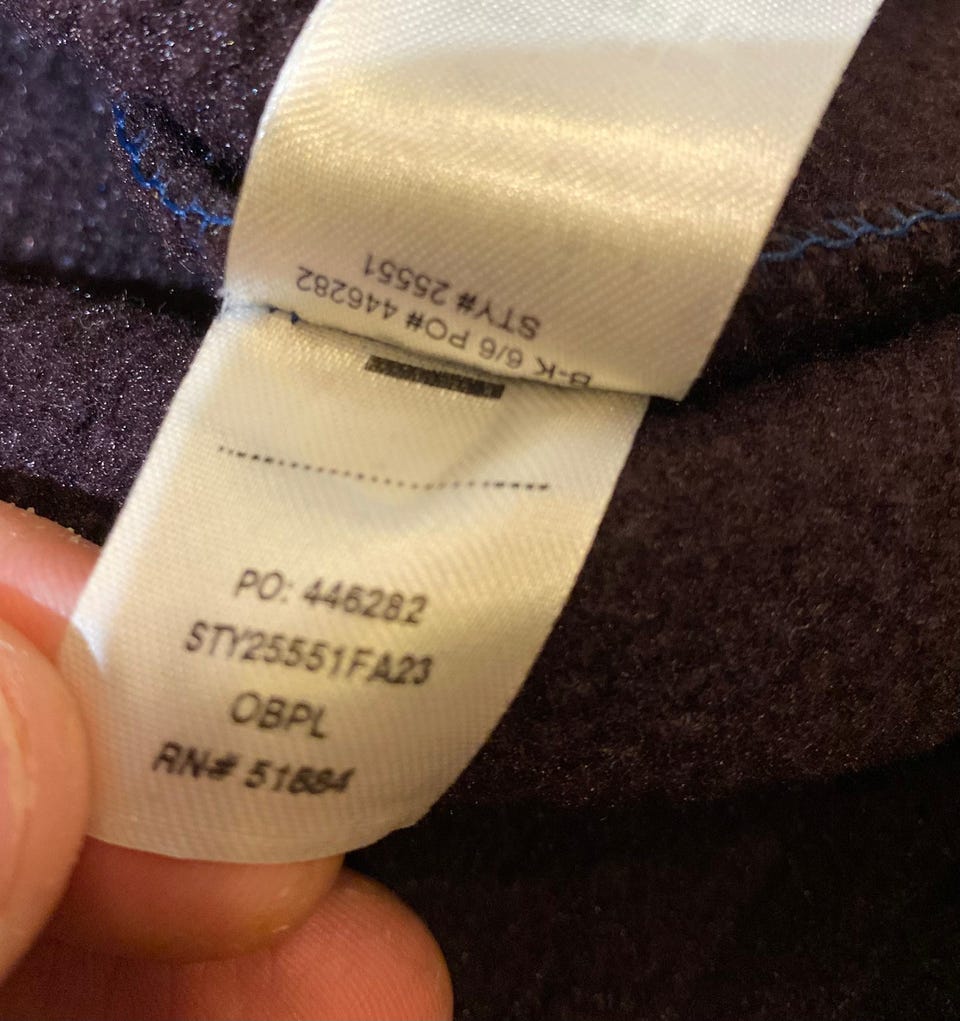 STY# 25551
B-K 6/6 PO# 446282
PO: 446282
STY25551FA23
OBPL
RN# 51884